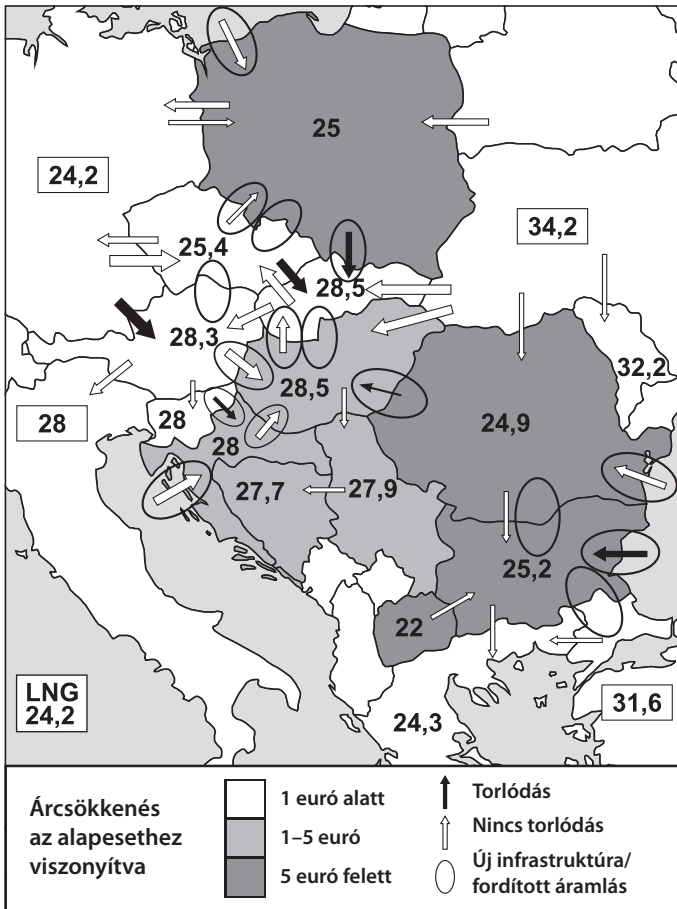 25
24,2
34,2
25,4
28,5
28,3
32,2
28,5
24,9
28
28
28
27,7
27,9
25,2
22
LNG
24,2
24,3
31,6
Árcsökkenés
az alapesethez
viszonyítva
1 euró alatt
1–5 euró
5 euró felett
Torlódás
Nincs torlódás
Új infrastruktúra/
fordított áramlás